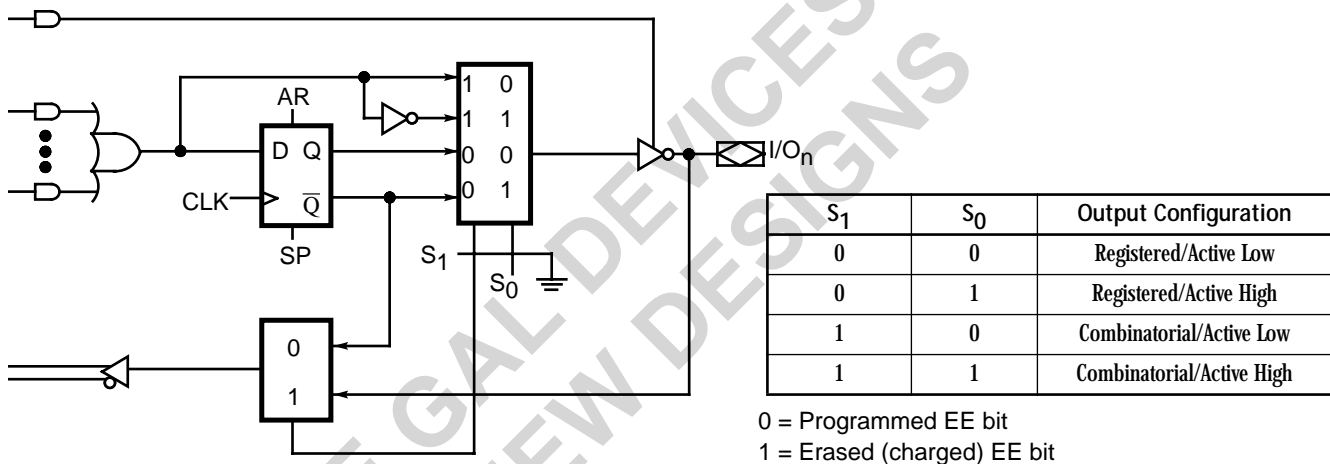 AR
D Q
CLK
Q̅
SP
1 0
1 1
0 0
0 1
I/On
S1
S0
0
1
S1 S0 Output Configuration
0 0 Registered/Active Low
0 1 Registered/Active High
1 0 Combinatorial/Active Low
1 1 Combinatorial/Active High
0 = Programmed EE bit
1 = Erased (charged) EE bit
GAL DEVICES
NEW DESIGNS